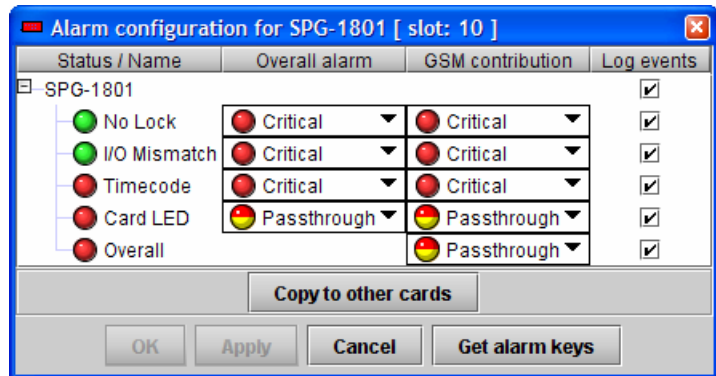 Alarm configuration for SPG-1801 [ slot: 10 ]
Status / Name Overall alarm GSM contribution Log events
SPG-1801
No Lock Critical Critical
I/O Mismatch Critical Critical
Timecode Critical Critical
Card LED Passthrough Passthrough
Overall Passthrough
Copy to other cards
OK Apply Cancel Get alarm keys